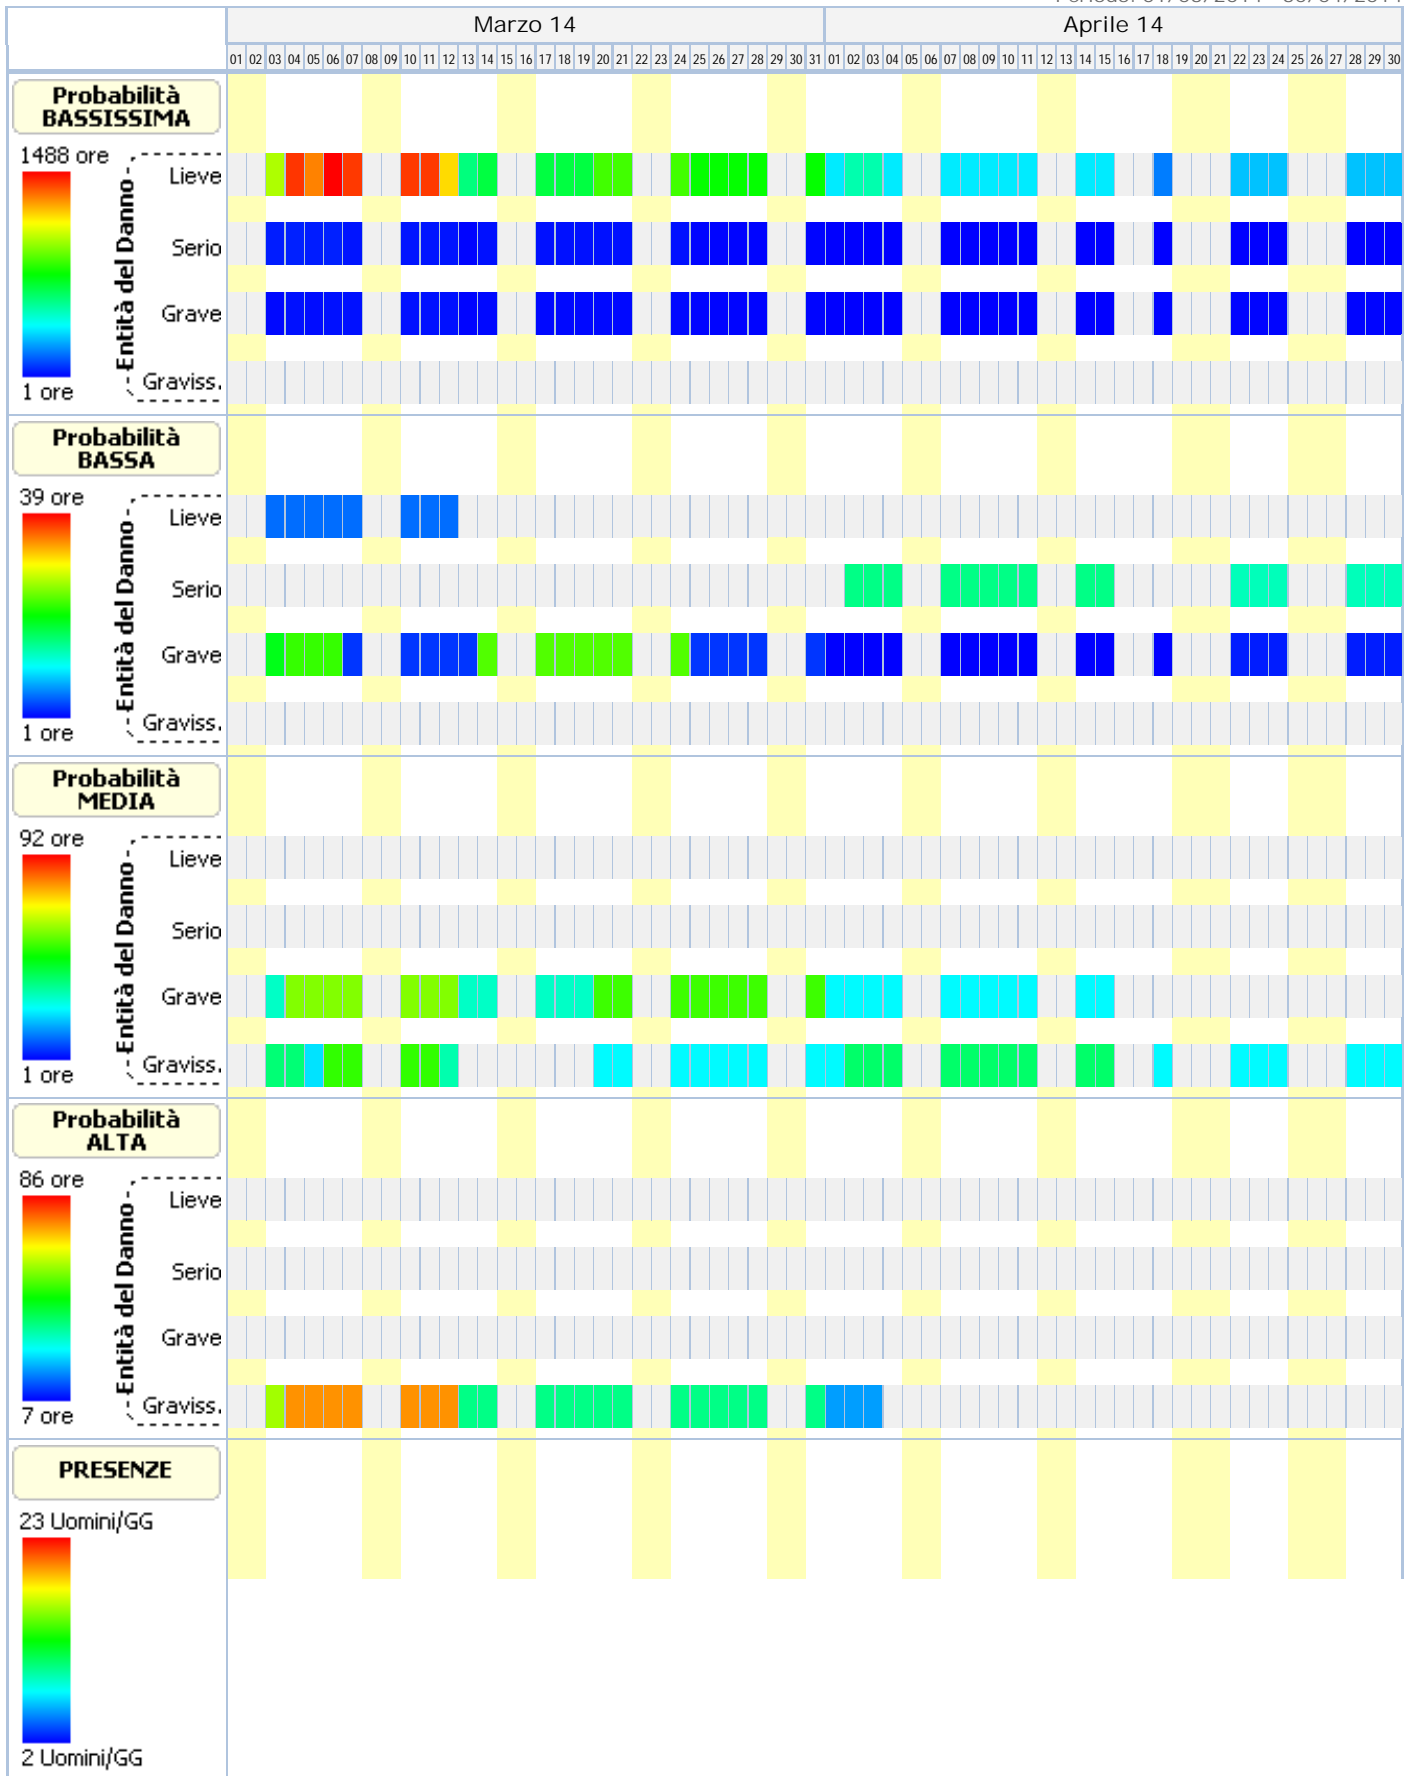 Marzo 14 Aprile 14
01 02 03 04 05 06 07 08 09 10 11 12 13 14 15 16 17 18 19 20 21 22 23 24 25 26 27 28 29 30 31 01 02 03 04 05 06 07 08 09 10 11 12 13 14 15 16 17 18 19 20 21 22 23 24 25 26 27 28 29 30
Probabilità
BASSISSIMA
1488 ore
Entità del Danno
Lieve
Serio
Grave
Graviss.
1 ore
Probabilità
BASSA
39 ore
Entità del Danno
Lieve
Serio
Grave
Graviss.
1 ore
Probabilità
MEDIA
92 ore
Entità del Danno
Lieve
Serio
Grave
Graviss.
1 ore
Probabilità
ALTA
86 ore
Entità del Danno
Lieve
Serio
Grave
Graviss.
7 ore
PRESENZE
23 Uomini/GG
2 Uomini/GG